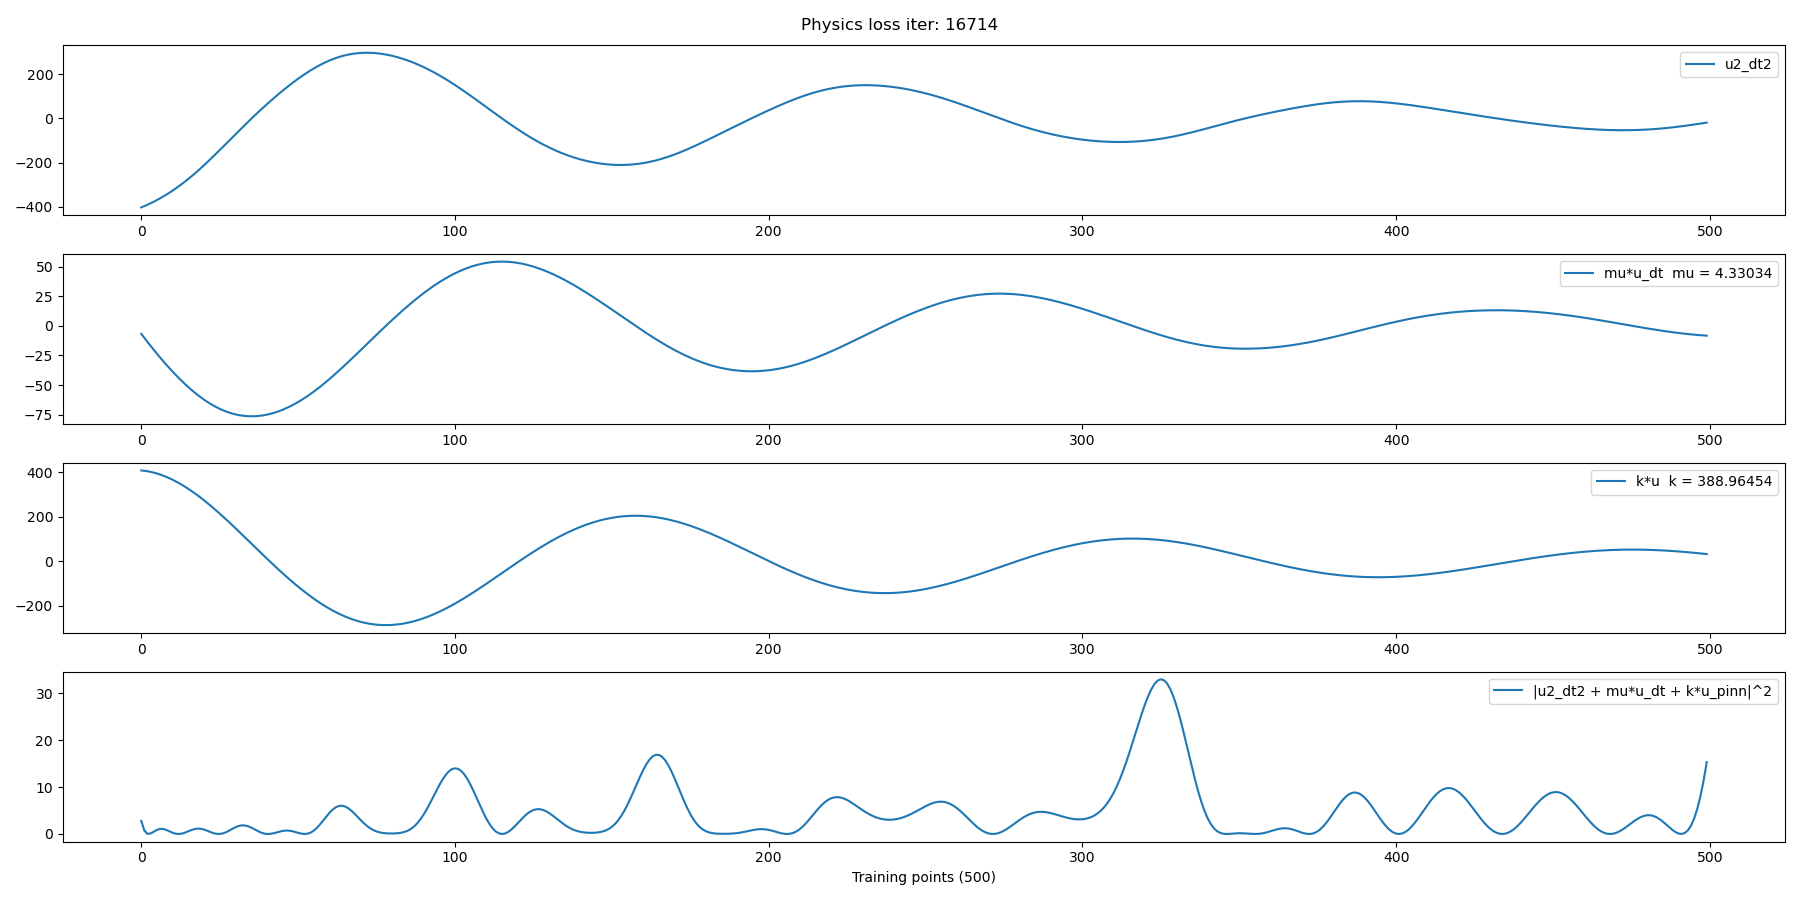 Physics loss iter: 16714
200
0
−200
−400
u2_dt2
0 100 200 300 400 500
50
25
0
−25
−50
−75
mu*u_dt  mu = 4.33034
0 100 200 300 400 500
400
200
0
−200
k*u  k = 388.96454
0 100 200 300 400 500
30
20
10
0
|u2_dt2 + mu*u_dt + k*u_pinn|^2
0 100 200 300 400 500
Training points (500)